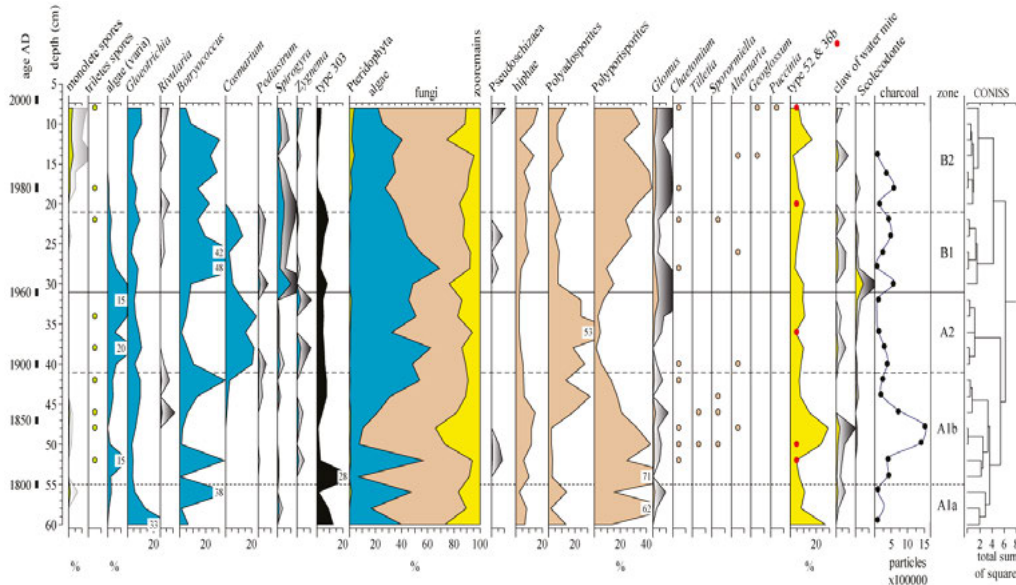 age AD
depth (cm)
monolete spores
triletes spores
algae (varia)
Gloeotrichia
Rivularia
Botryococcus
Cosmarium
Pediastrum
Spirogyra
Zygnema
type 303
Pteridophyta
algae
fungi
zooremains
Pseudoschizaea
hiphae
Polyadosporites
Polyporisporites
Glomus
Chaetomium
Tilletia
Sporormiella
Alternaria
Geoglossum
Puccinia
type 52 & 36b
claw of water mite
Scolecodonte
charcoal
zone
CONISS
2000
1980
1960
1900
1850
1800
5
10
15
20
25
30
35
40
45
50
55
60
42
48
15
20
53
15
28
71
38
62
33
B2
B1
A2
A1b
A1a
20 20 20 20 20 40 60 80 100 20 20 20 40 20 5 10 15 2 4 6 8
% % % % %
particles
x100000
total sum
of squares